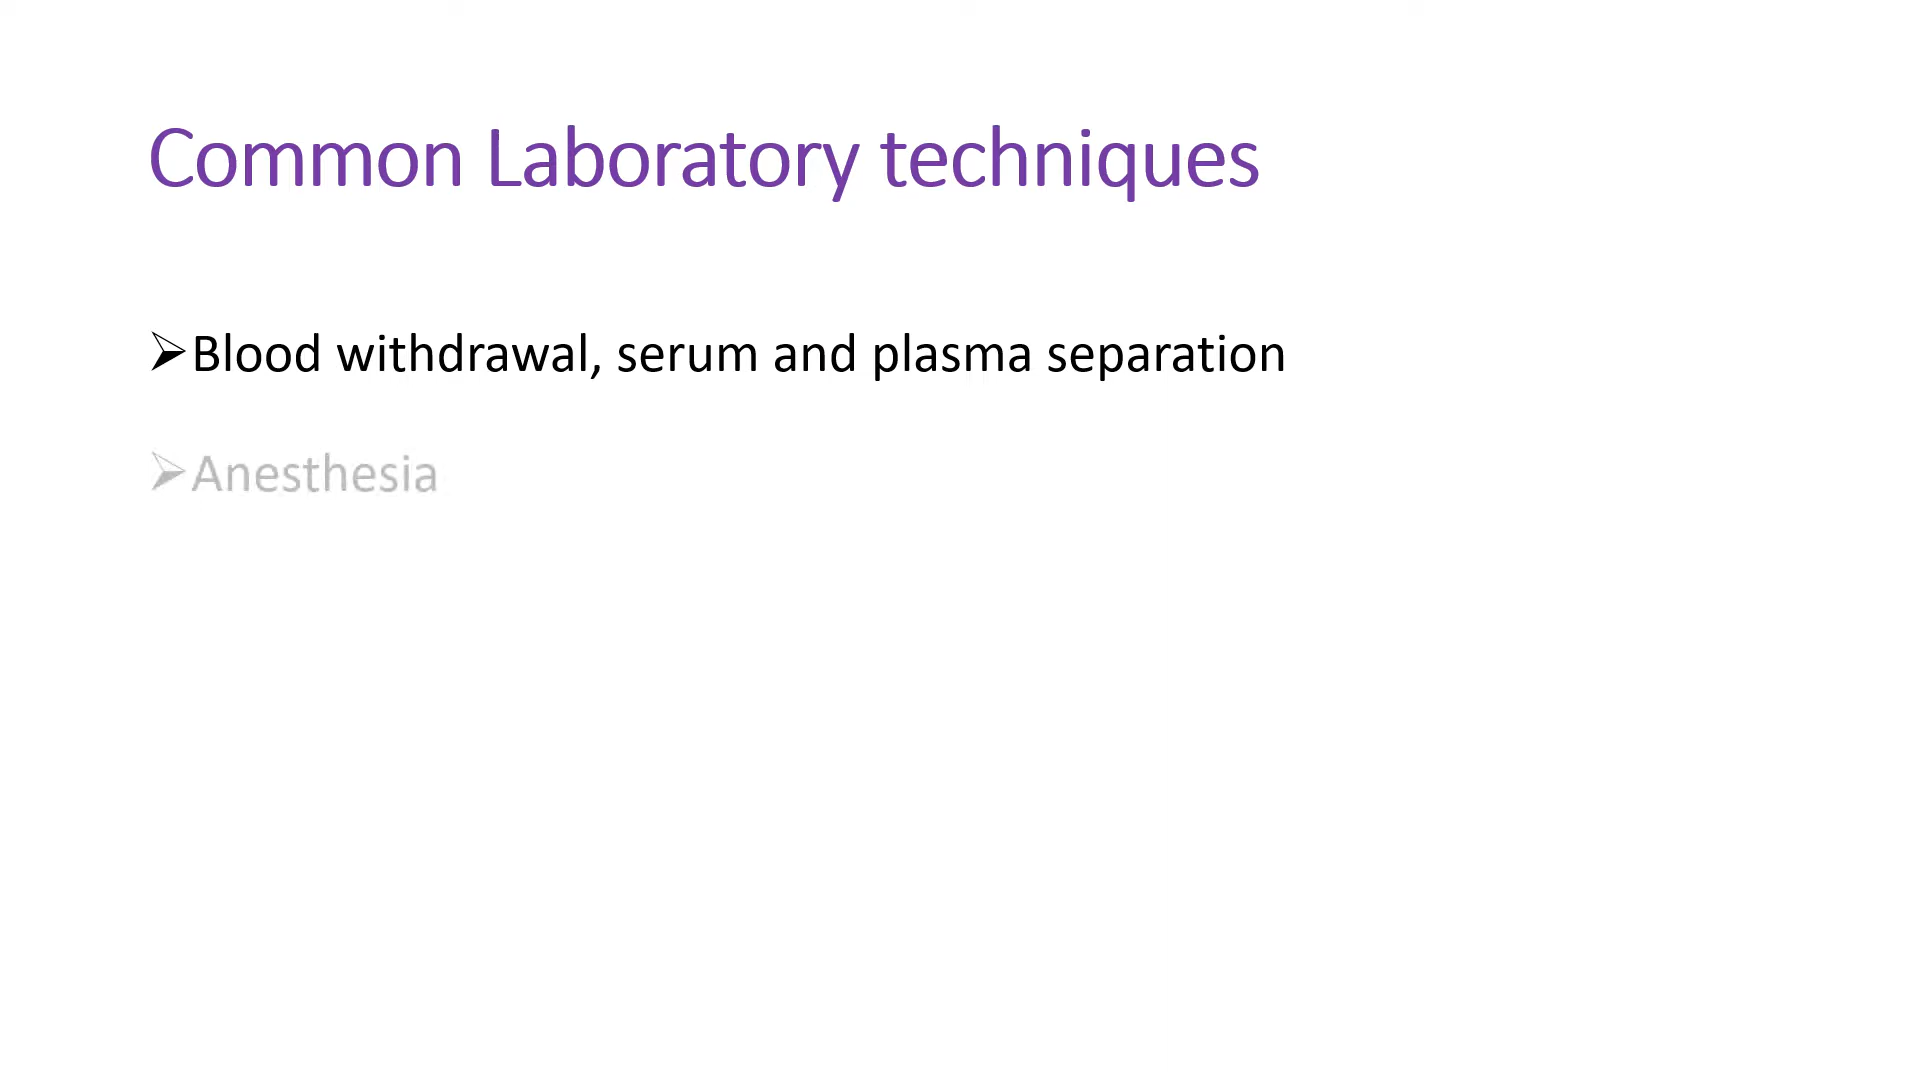 Common Laboratory techniques
➢Blood withdrawal, serum and plasma separation
➢Anesthesia